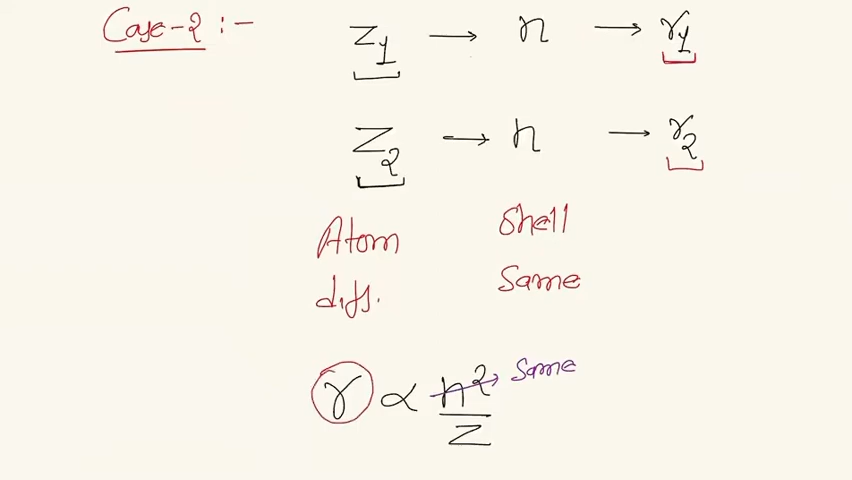 Case-2 :-
Z₁ → n → r₁
Z₂ → n → r₂
Atom Shell
diff. Same
r ∝ n²/Z → Same